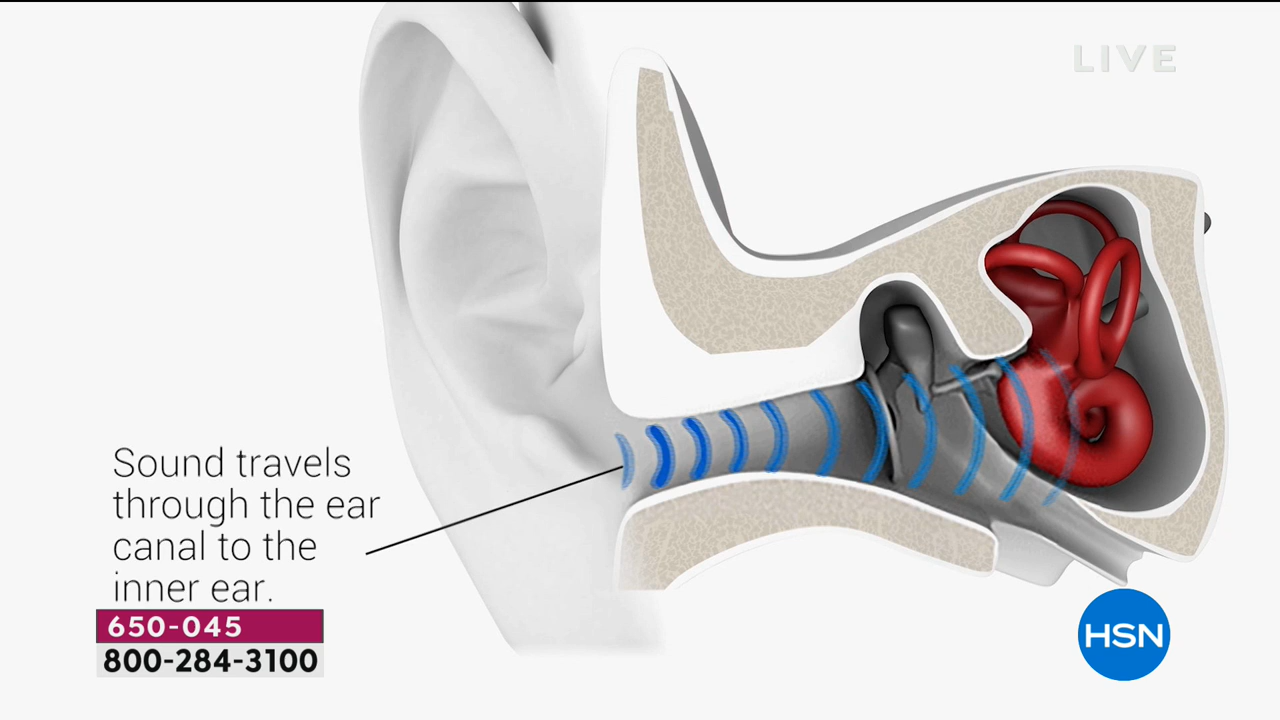 LIVE
Sound travels
through the ear
canal to the
inner ear.
650-045
800-284-3100
HSN